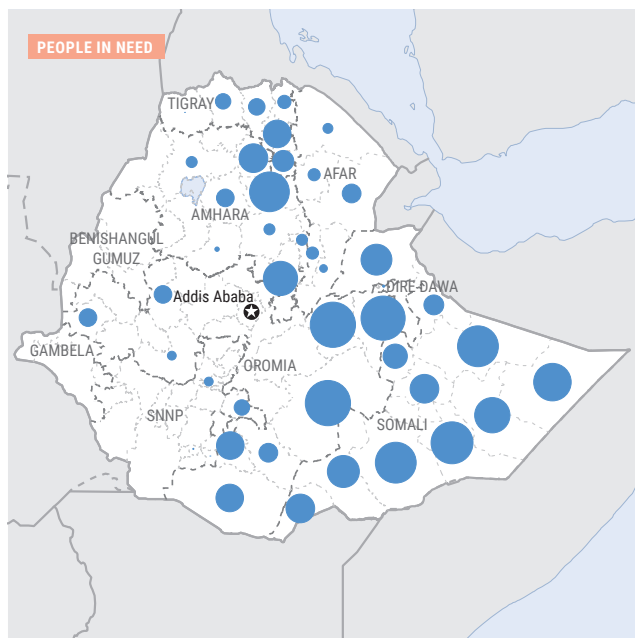 PEOPLE IN NEED
TIGRAY
AFAR
AMHARA
BENISHANGUL
GUMUZ
DIRE DAWA
Addis Ababa
GAMBELA
OROMIA
SNNP
SOMALI